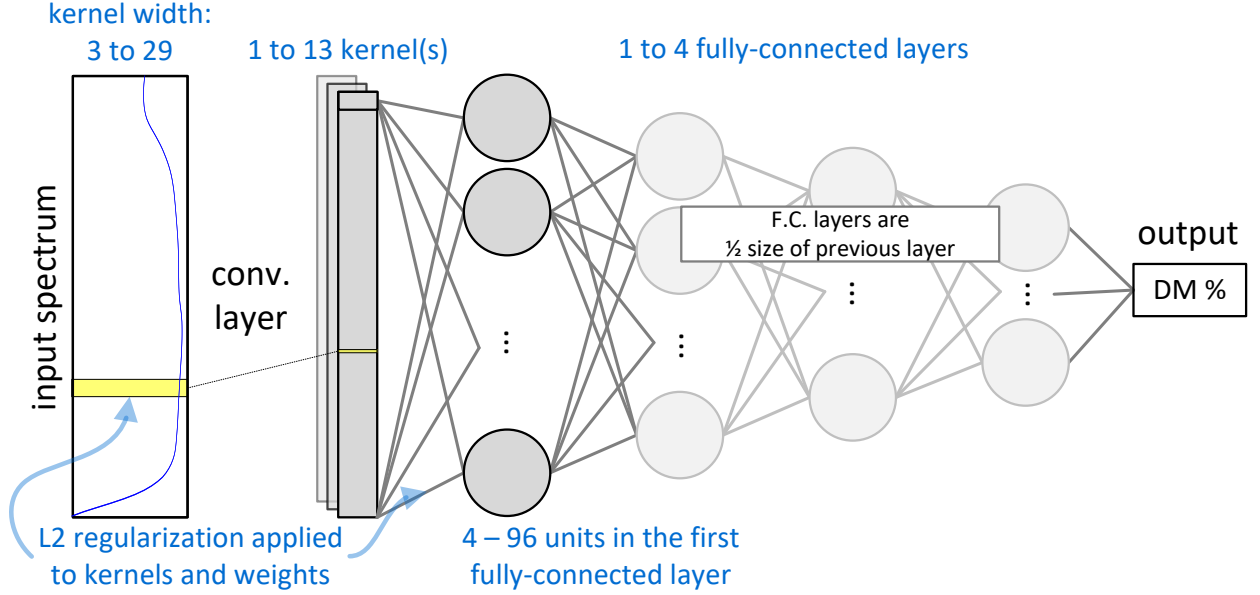 kernel width:
3 to 29
1 to 13 kernel(s)
1 to 4 fully-connected layers
input spectrum
conv.
layer
F.C. layers are
½ size of previous layer
output
DM %
...
...
...
...
L2 regularization applied
to kernels and weights
4 – 96 units in the first
fully-connected layer